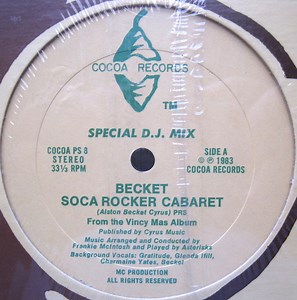 COCOA RECORDS
TM
SPECIAL D.J. MIX
COCOA PS 8
STEREO
33⅓ RPM
SIDE A
© ℗ 1983
COCOA RECORDS
BECKET
SOCA ROCKER CABARET
(Alston Becket Cyrus) PRS
From the Vincy Mas Album
Published by Cyrus Music
Music Arranged and Conducted by
Frankie McIntosh and Played by Asterisks
Background Vocals: Gratitude, Glenda Ifill,
Charmaine Yates, Becket
MC PRODUCTION
ALL RIGHTS RESERVED